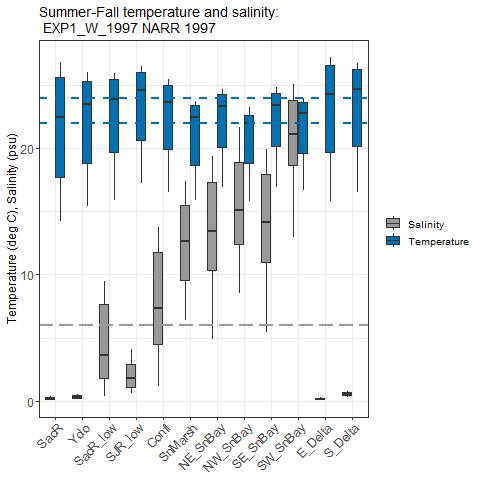 Summer-Fall temperature and salinity:
EXP1_W_1997 NARR 1997
Temperature (deg C), Salinity (psu)
20
10
0
SacR
Yolo
SacR_low
SJR_low
Confl
SnMarsh
NE_SnBay
NW_SnBay
SE_SnBay
SW_SnBay
E_Delta
S_Delta
Salinity
Temperature